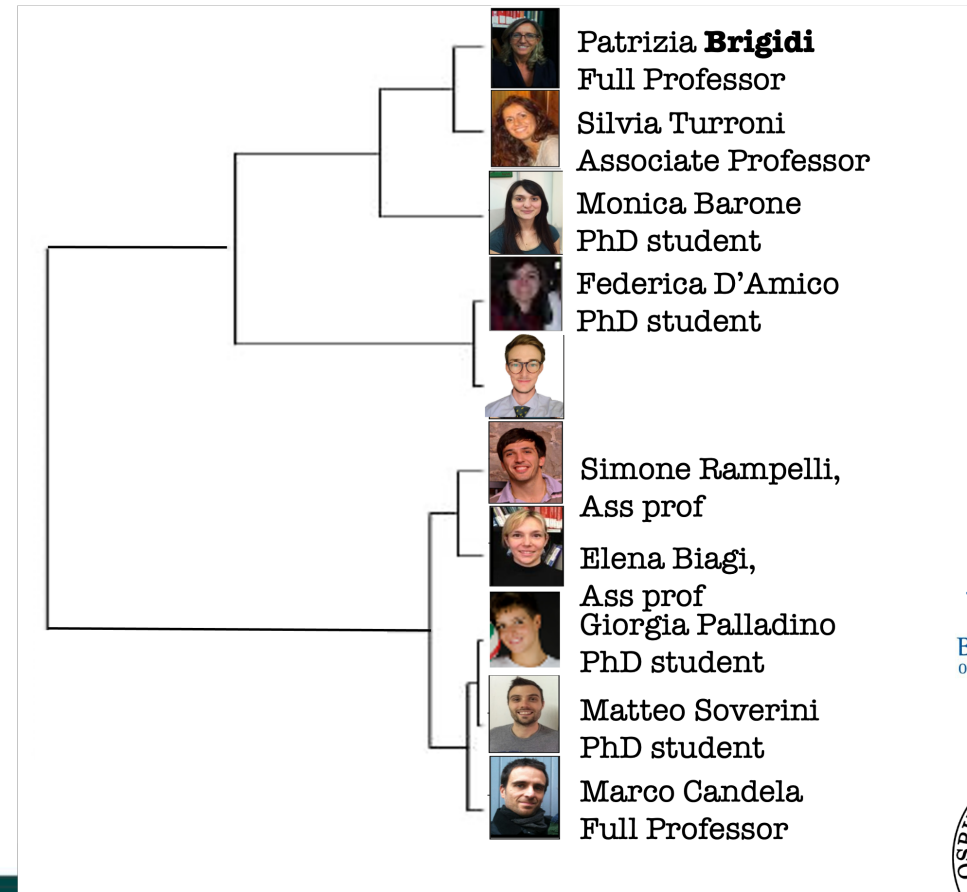 Patrizia Brigidi
Full Professor
Silvia Turroni
Associate Professor
Monica Barone
PhD student
Federica D'Amico
PhD student
Simone Rampelli,
Ass prof
Elena Biagi,
Ass prof
Giorgia Palladino
PhD student
Matteo Soverini
PhD student
Marco Candela
Full Professor